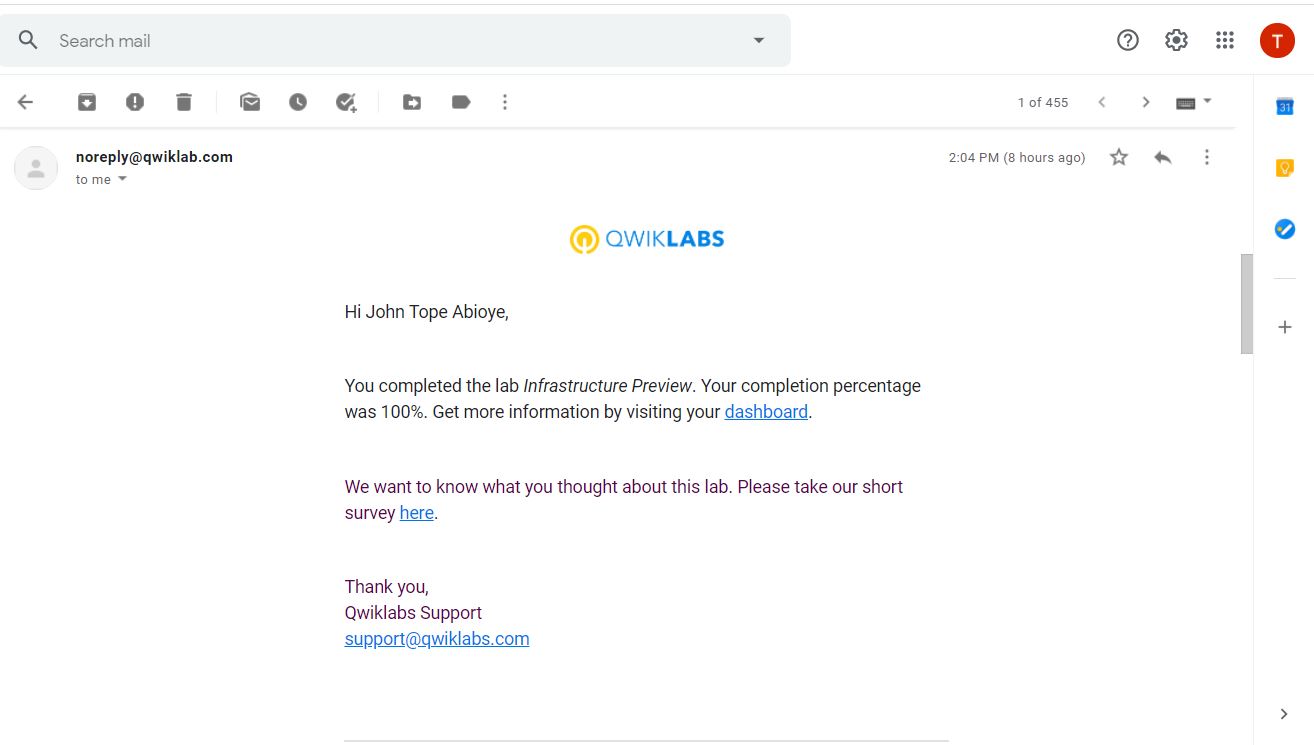 Search mail
T
1 of 455
31
noreply@qwiklab.com
2:04 PM (8 hours ago)
to me
QWIKLABS
Hi John Tope Abioye,
You completed the lab Infrastructure Preview. Your completion percentage
was 100%. Get more information by visiting your dashboard.
We want to know what you thought about this lab. Please take our short
survey here.
Thank you,
Qwiklabs Support
support@qwiklabs.com